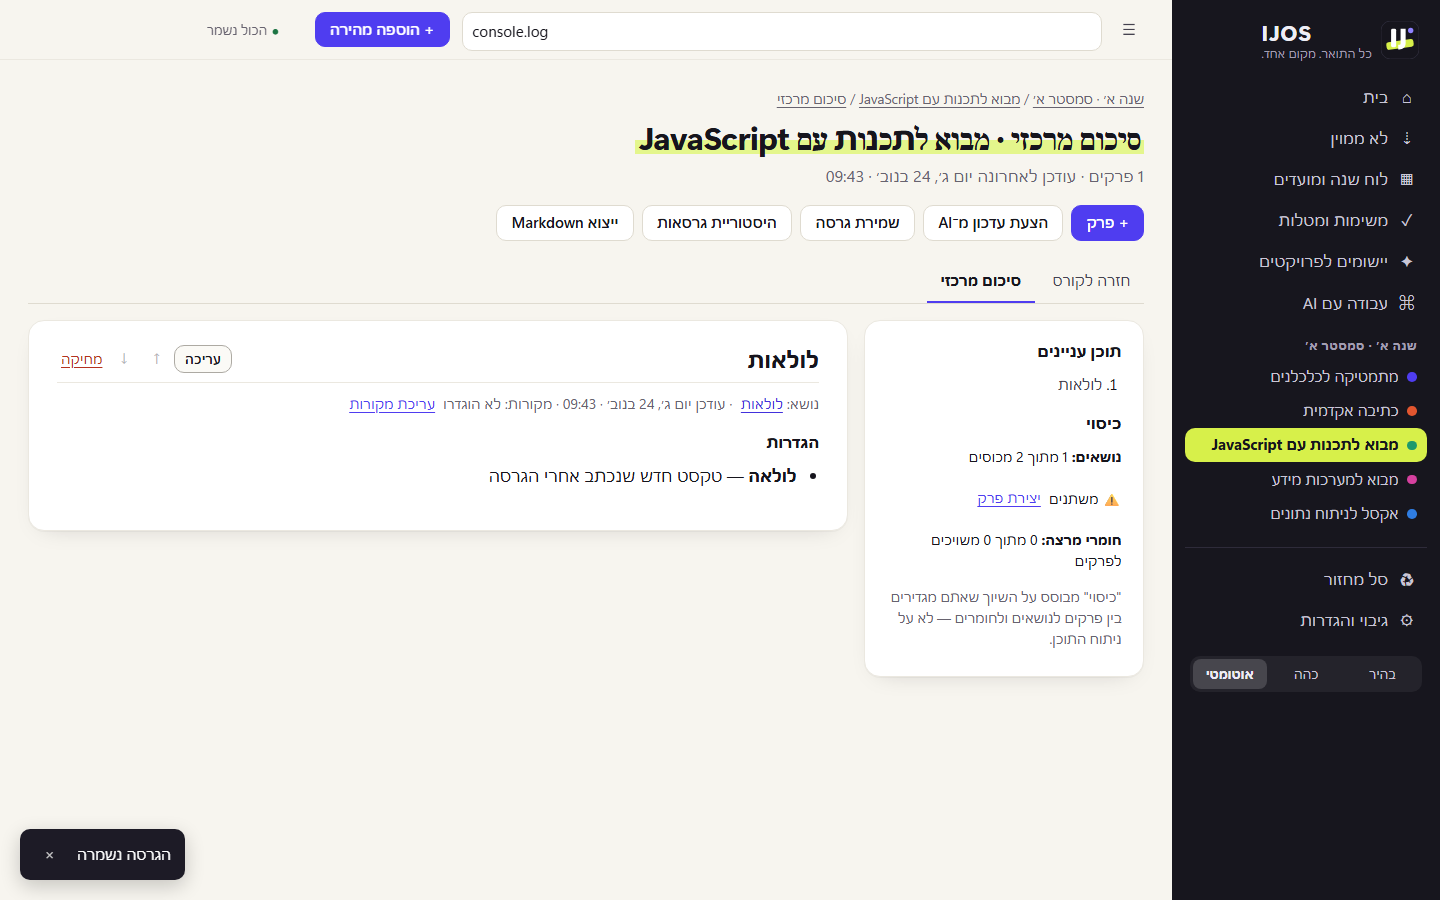 IJOS
כל התואר. מקום אחד.
בית
לא ממוין
לוח שנה ומועדים
משימות ומטלות
יישומים לפרויקטים
עבודה עם AI
שנה א׳ · סמסטר א׳
מתמטיקה לכלכלנים
כתיבה אקדמית
מבוא לתכנות עם JavaScript
מבוא למערכות מידע
אקסל לניתוח נתונים
סל מחזור
גיבוי והגדרות
בהיר כהה אוטומטי
console.log
+ הוספה מהירה
הכול נשמר
שנה א׳ · סמסטר א׳ / מבוא לתכנות עם JavaScript / סיכום מרכזי
סיכום מרכזי · מבוא לתכנות עם JavaScript
1 פרקים · עודכן לאחרונה יום ג׳, 24 בנוב׳ · 09:43
+ פרק הצעת עדכון מ־AI שמירת גרסה היסטוריית גרסאות ייצוא Markdown
חזרה לקורס סיכום מרכזי
תוכן עניינים
1. לולאות
כיסוי
נושאים: 1 מתוך 2 מכוסים
⚠ משתנים יצירת פרק
חומרי מרצה: 0 מתוך 0 משויכים
לפרקים
"כיסוי" מבוסס על השיוך שאתם מגדירים
בין פרקים לנושאים ולחומרים — לא על
ניתוח התוכן.
לולאות
עריכה ↑ ↓ מחיקה
נושא: לולאות · עודכן יום ג׳, 24 בנוב׳ · 09:43 · מקורות: לא הוגדרו עריכת מקורות
הגדרות
• לולאה — טקסט חדש שנכתב אחרי הגרסה
הגרסה נשמרה ×